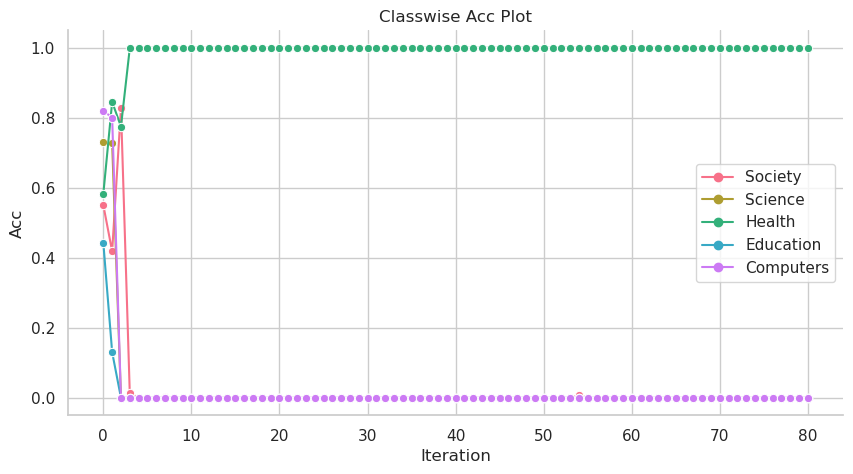 Classwise Acc Plot
1.0
0.8
0.6
0.4
0.2
0.0
Acc
Society
Science
Health
Education
Computers
0 10 20 30 40 50 60 70 80
Iteration